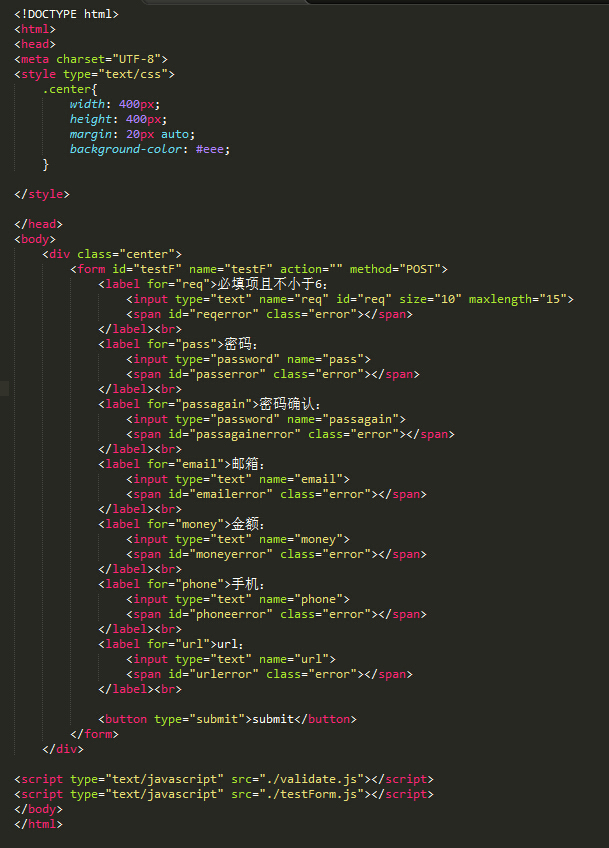 <!DOCTYPE html>
<html>
<head>
<meta charset="UTF-8">
<style type="text/css">
.center{
width: 400px;
height: 400px;
margin: 20px auto;
background-color: #eee;
}
</style>
</head>
<body>
<div class="center">
<form id="testF" name="testF" action="" method="POST">
<label for="req">必填项且不小于6：
<input type="text" name="req" id="req" size="10" maxlength="15">
<span id="reqerror" class="error"></span>
</label><br>
<label for="pass">密码：
<input type="password" name="pass">
<span id="passerror" class="error"></span>
</label><br>
<label for="passagain">密码确认：
<input type="password" name="passagain">
<span id="passagainerror" class="error"></span>
</label><br>
<label for="email">邮箱：
<input type="text" name="email">
<span id="emailerror" class="error"></span>
</label><br>
<label for="money">金额：
<input type="text" name="money">
<span id="moneyerror" class="error"></span>
</label><br>
<label for="phone">手机：
<input type="text" name="phone">
<span id="phoneerror" class="error"></span>
</label><br>
<label for="url">url：
<input type="text" name="url">
<span id="urlerror" class="error"></span>
</label><br>
<button type="submit">submit</button>
</form>
</div>
<script type="text/javascript" src="./validate.js"></script>
<script type="text/javascript" src="./testForm.js"></script>
</body>
</html>